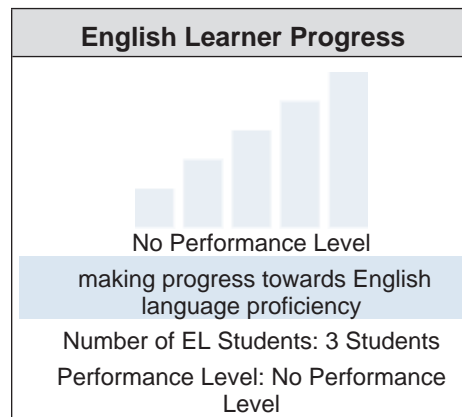 English Learner Progress
No Performance Level
making progress towards English
language proficiency
Number of EL Students: 3 Students
Performance Level: No Performance
Level